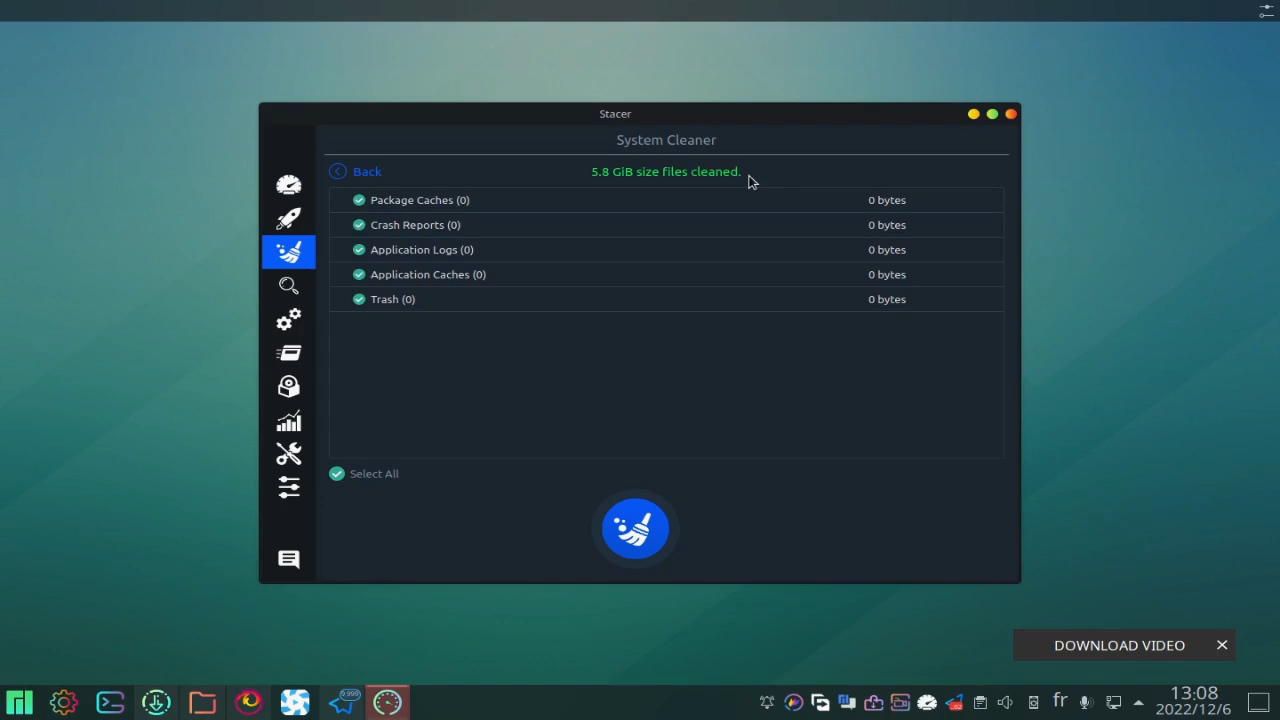 Stacer
System Cleaner
Back
5.8 GiB size files cleaned.
Package Caches (0) 0 bytes
Crash Reports (0) 0 bytes
Application Logs (0) 0 bytes
Application Caches (0) 0 bytes
Trash (0) 0 bytes
Select All
DOWNLOAD VIDEO
9,999
fr
13:08
2022/12/6